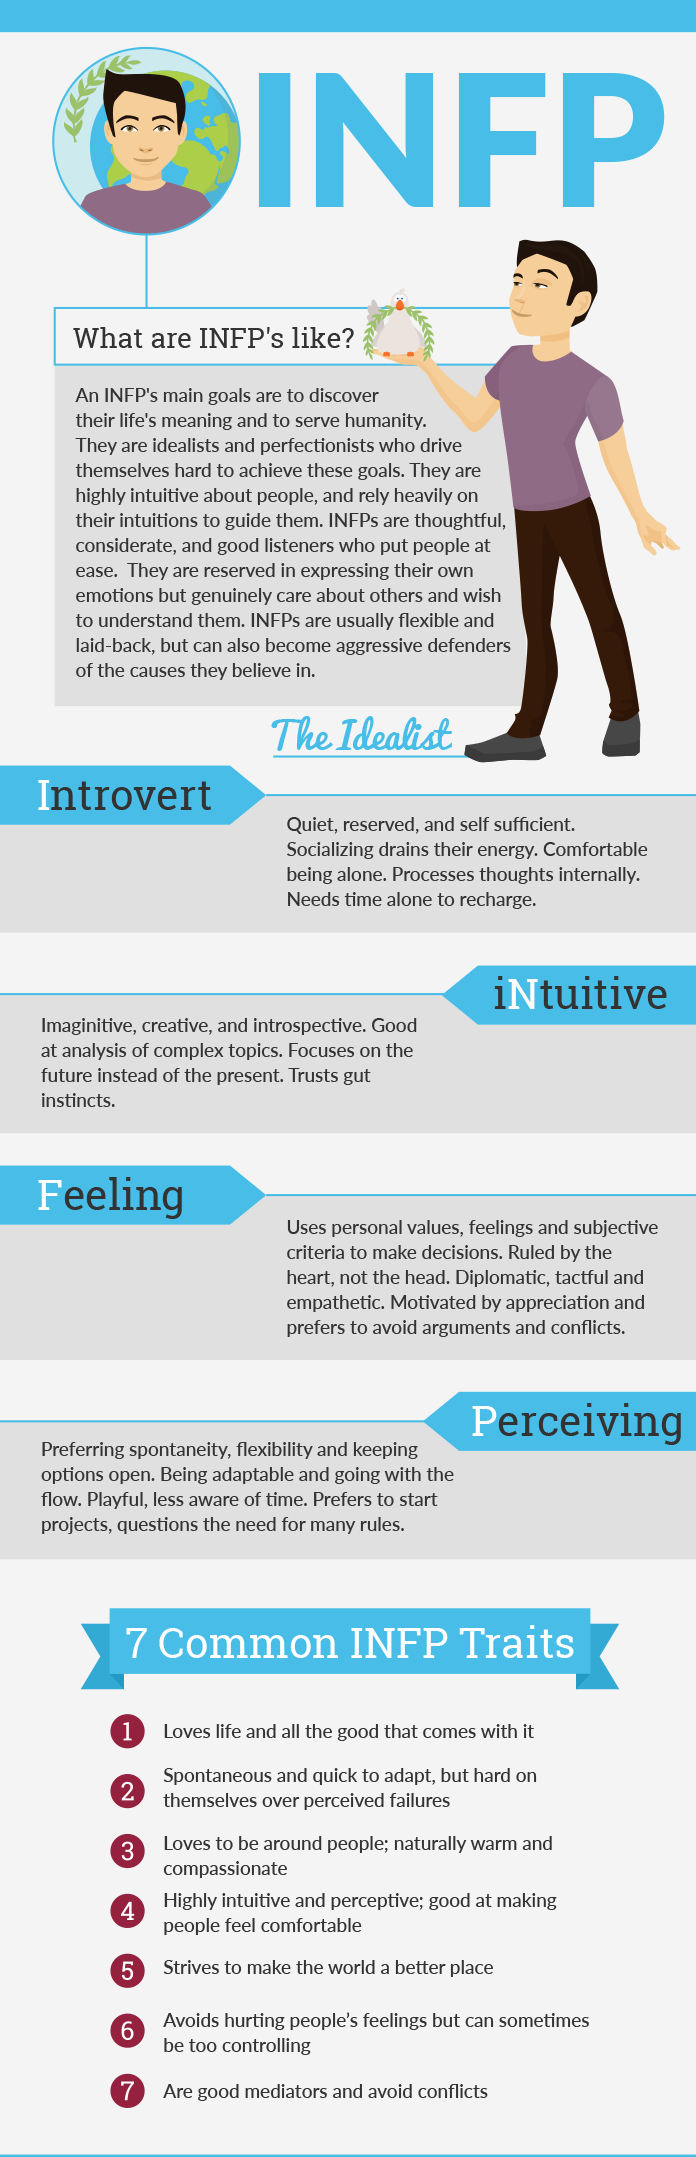 INFP
What are INFP's like?
An INFP's main goals are to discover
their life's meaning and to serve humanity.
They are idealists and perfectionists who drive
themselves hard to achieve these goals. They are
highly intuitive about people, and rely heavily on
their intuitions to guide them. INFPs are thoughtful,
considerate, and good listeners who put people at
ease.  They are reserved in expressing their own
emotions but genuinely care about others and wish
to understand them. INFPs are usually flexible and
laid-back, but can also become aggressive defenders
of the causes they believe in.
The Idealist
Introvert
Quiet, reserved, and self sufficient.
Socializing drains their energy. Comfortable
being alone. Processes thoughts internally.
Needs time alone to recharge.
iNtuitive
Imaginitive, creative, and introspective. Good
at analysis of complex topics. Focuses on the
future instead of the present. Trusts gut
instincts.
Feeling
Uses personal values, feelings and subjective
criteria to make decisions. Ruled by the
heart, not the head. Diplomatic, tactful and
empathetic. Motivated by appreciation and
prefers to avoid arguments and conflicts.
Perceiving
Preferring spontaneity, flexibility and keeping
options open. Being adaptable and going with the
flow. Playful, less aware of time. Prefers to start
projects, questions the need for many rules.
7 Common INFP Traits
1 Loves life and all the good that comes with it
2 Spontaneous and quick to adapt, but hard on
themselves over perceived failures
3 Loves to be around people; naturally warm and
compassionate
4 Highly intuitive and perceptive; good at making
people feel comfortable
5 Strives to make the world a better place
6 Avoids hurting people’s feelings but can sometimes
be too controlling
7 Are good mediators and avoid conflicts